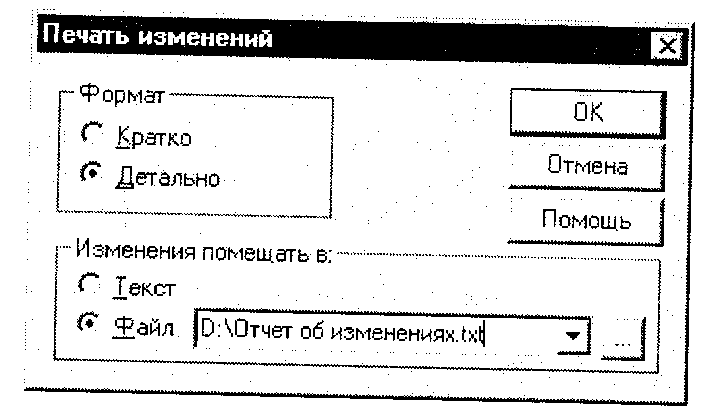 Печать изменений
Формат
Кратко
Детально
OK
Отмена
Помощь
Изменения помещать в:
Текст
Файл D:\Отчет об изменениях.txt ...